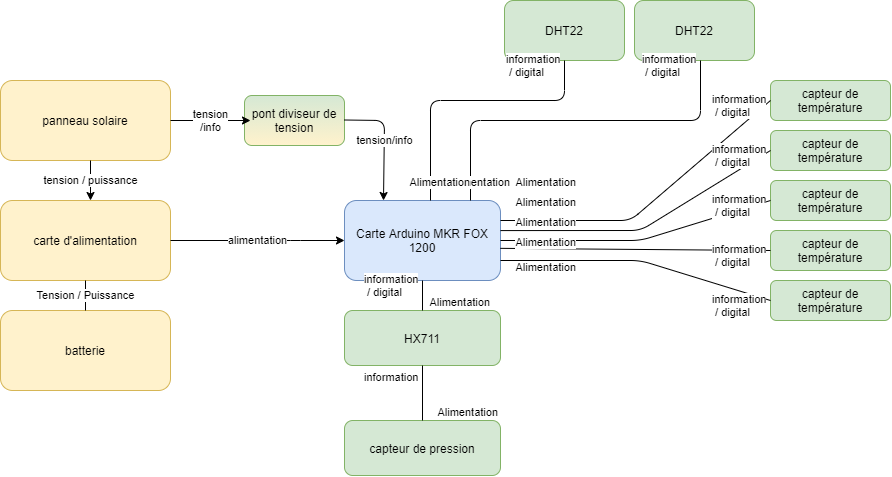 DHT22
DHT22
information
/ digital
information
/ digital
panneau solaire
tension
/info
pont diviseur de
tension
tension/info
capteur de
température
information
/ digital
capteur de
température
information
/ digital
capteur de
température
information
/ digital
capteur de
température
information
/ digital
capteur de
température
information
/ digital
tension / puissance
Alimentation
entation
Alimentation
Alimentation
Alimentation
Alimentation
Alimentation
carte d'alimentation
alimentation
Carte Arduino MKR FOX
1200
information
/ digital
Alimentation
Tension / Puissance
batterie
HX711
information
Alimentation
capteur de pression